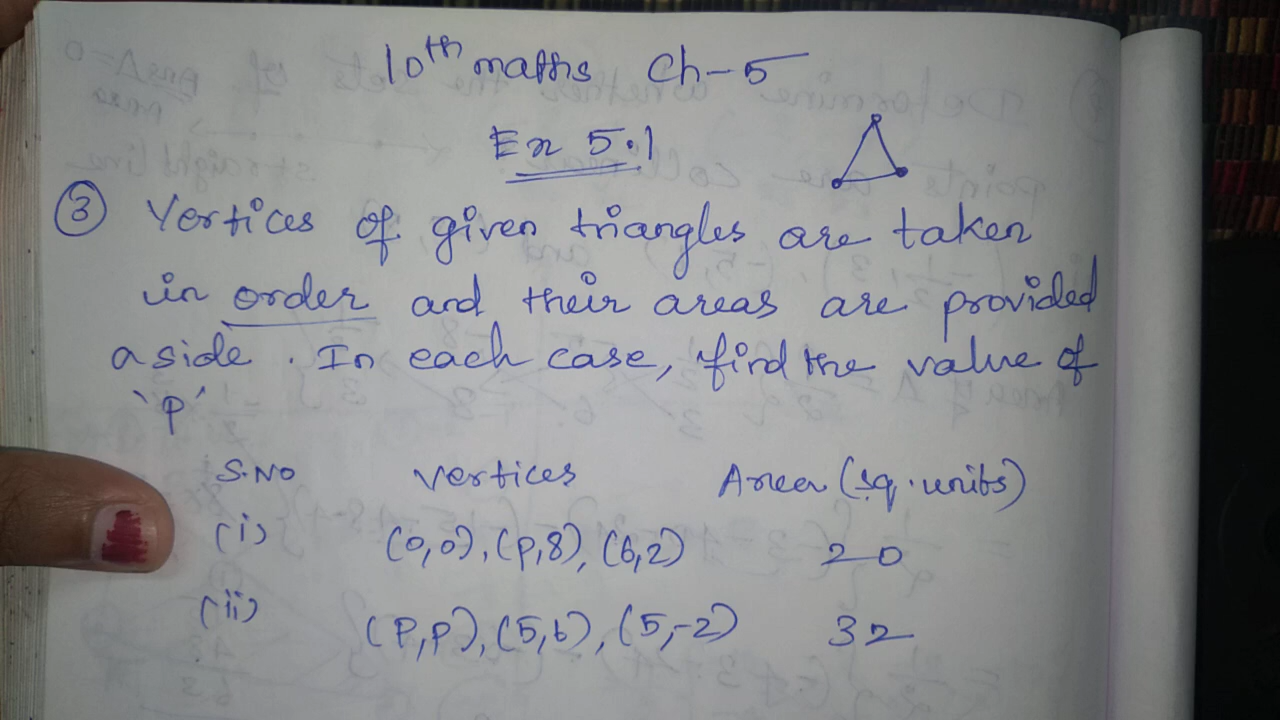 10th maths Ch-5
Ex 5.1
③ Vertices of given triangles are taken
in order and their areas are provided
aside. In each case, find the value of
'p'
S.NO Vertices Area (sq.units)
(i) (0,0), (p,8), (6,2) 20
(ii) (p,p), (5,6), (5,-2) 32